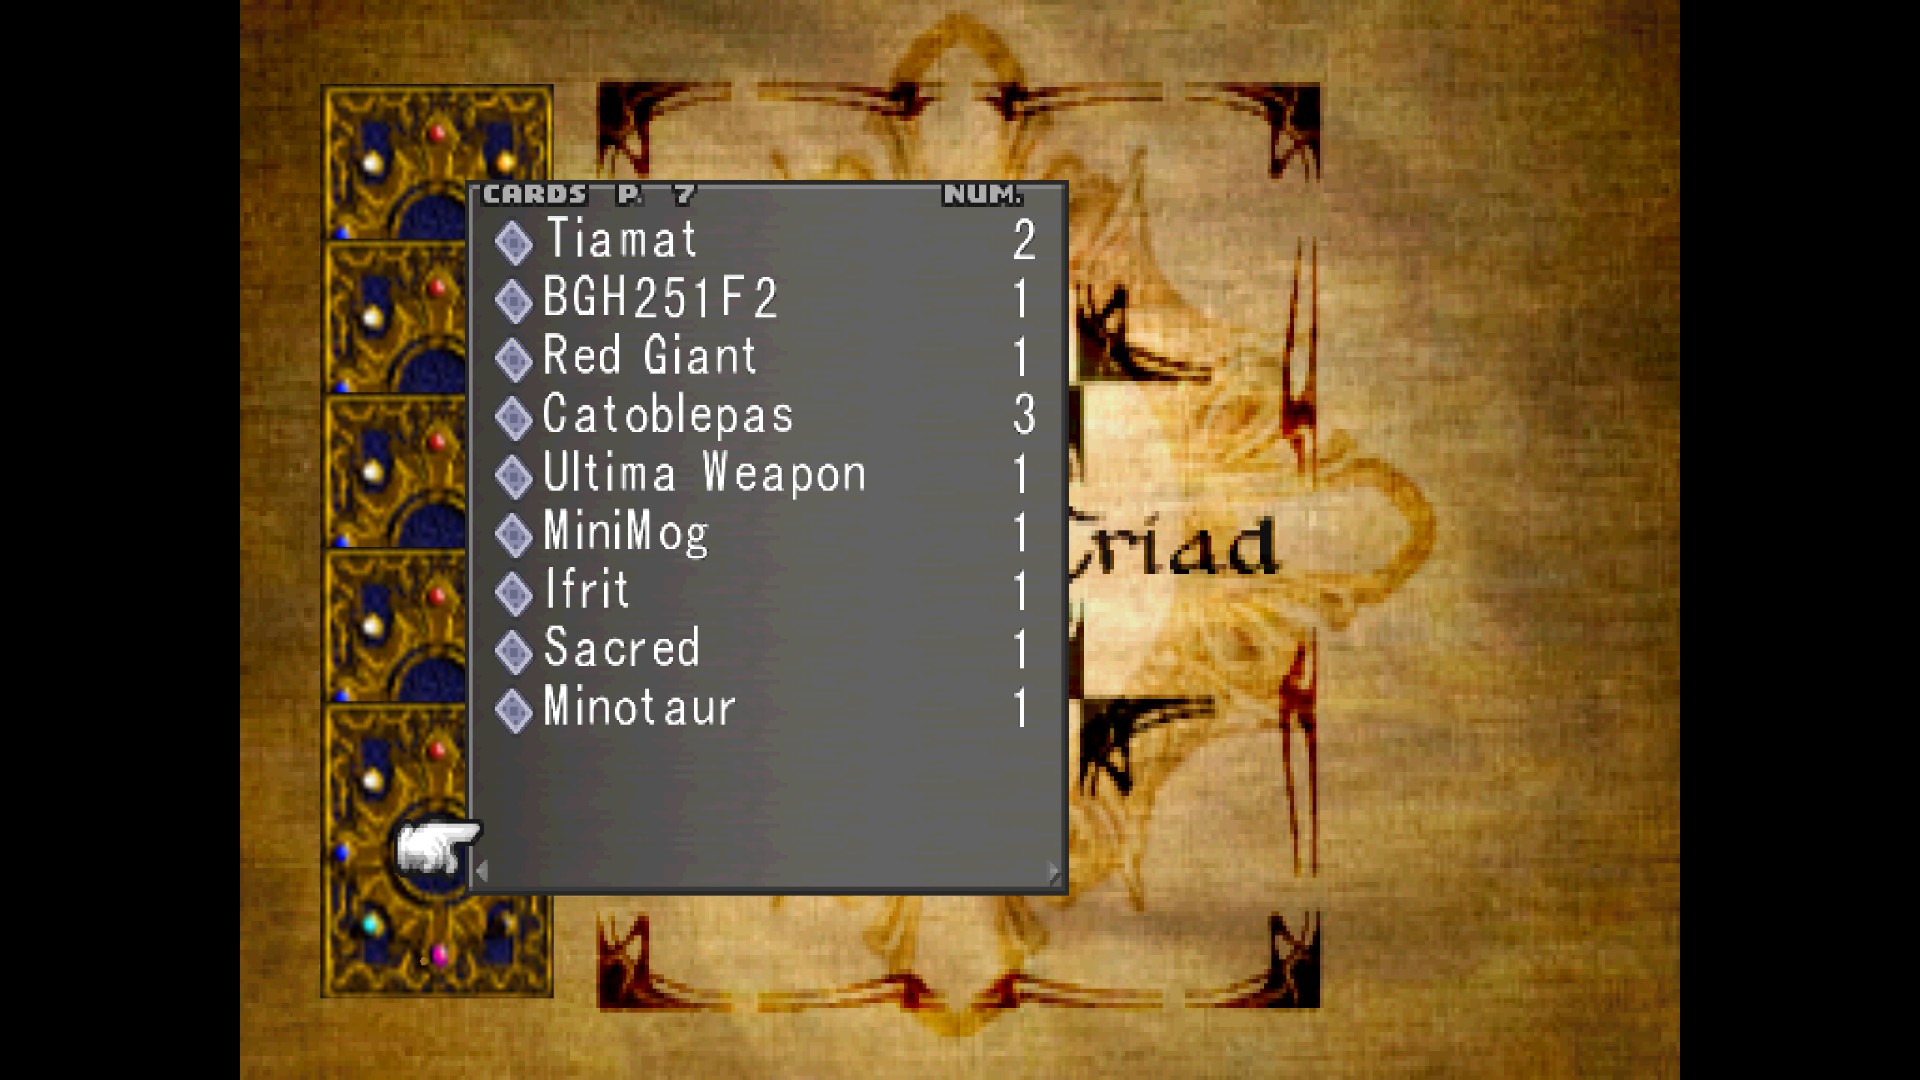 CARDS P. 7 NUM.
Tiamat 2
BGH251F2 1
Red Giant 1
Catoblepas 3
Ultima Weapon 1
MiniMog 1
Ifrit 1
Sacred 1
Minotaur 1
riad